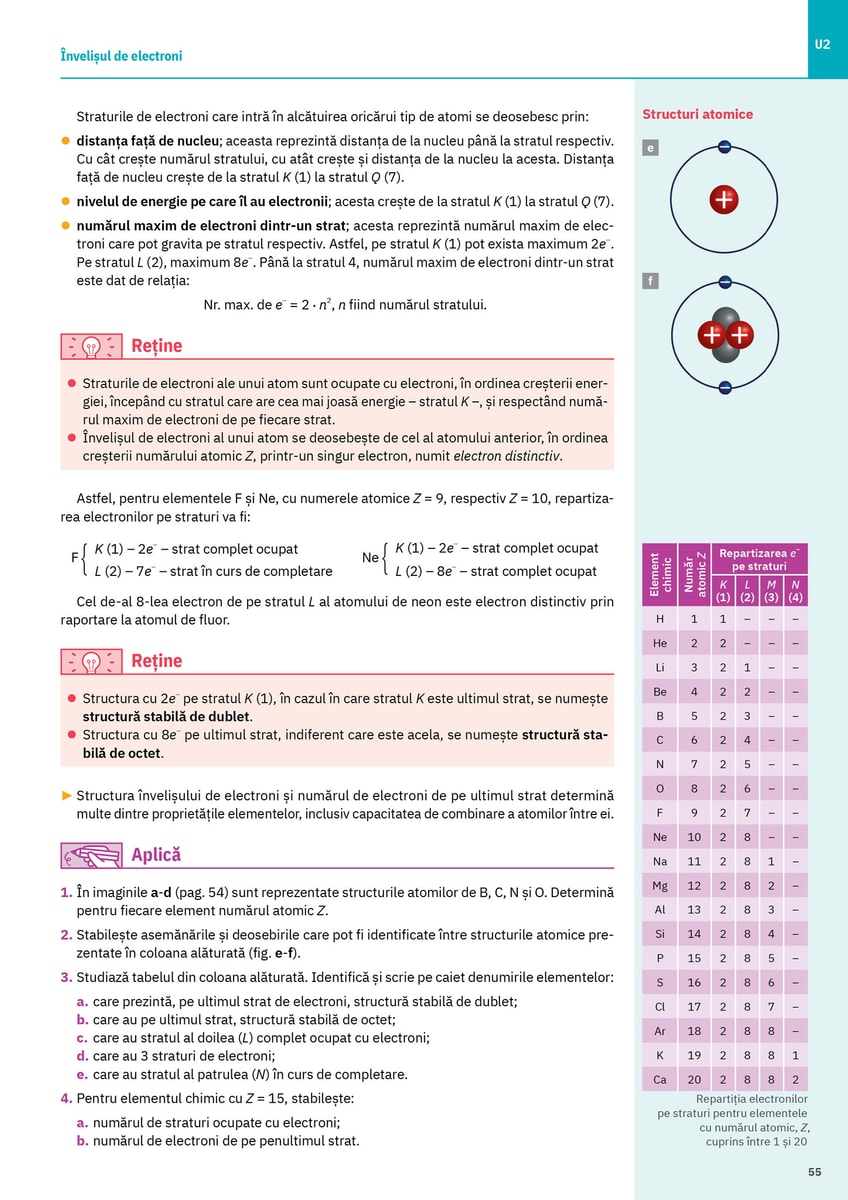 U2
Învelișul de electroni
Straturile de electroni care intră în alcătuirea oricărui tip de atomi se deosebesc prin:
● distanța față de nucleu; aceasta reprezintă distanța de la nucleu până la stratul respectiv.
Cu cât crește numărul stratului, cu atât crește și distanța de la nucleu la acesta. Distanța
față de nucleu crește de la stratul K (1) la stratul Q (7).
● nivelul de energie pe care îl au electronii; acesta crește de la stratul K (1) la stratul Q (7).
● numărul maxim de electroni dintr-un strat; acesta reprezintă numărul maxim de elec-
troni care pot gravita pe stratul respectiv. Astfel, pe stratul K (1) pot exista maximum 2e⁻.
Pe stratul L (2), maximum 8e⁻. Până la stratul 4, numărul maxim de electroni dintr-un strat
este dat de relația:
Nr. max. de e⁻ = 2 · n², n fiind numărul stratului.
Reține
● Straturile de electroni ale unui atom sunt ocupate cu electroni, în ordinea creșterii ener-
giei, începând cu stratul care are cea mai joasă energie – stratul K –, și respectând numă-
rul maxim de electroni de pe fiecare strat.
● Învelișul de electroni al unui atom se deosebește de cel al atomului anterior, în ordinea
creșterii numărului atomic Z, printr-un singur electron, numit electron distinctiv.
Astfel, pentru elementele F și Ne, cu numerele atomice Z = 9, respectiv Z = 10, repartiza-
rea electronilor pe straturi va fi:
F { K (1) – 2e⁻ – strat complet ocupat
L (2) – 7e⁻ – strat în curs de completare
Ne { K (1) – 2e⁻ – strat complet ocupat
L (2) – 8e⁻ – strat complet ocupat
Cel de-al 8-lea electron de pe stratul L al atomului de neon este electron distinctiv prin
raportare la atomul de fluor.
Reține
● Structura cu 2e⁻ pe stratul K (1), în cazul în care stratul K este ultimul strat, se numește
structură stabilă de dublet.
● Structura cu 8e⁻ pe ultimul strat, indiferent care este acela, se numește structură sta-
bilă de octet.
► Structura învelișului de electroni și numărul de electroni de pe ultimul strat determină
multe dintre proprietățile elementelor, inclusiv capacitatea de combinare a atomilor între ei.
Aplică
1. În imaginile a-d (pag. 54) sunt reprezentate structurile atomilor de B, C, N și O. Determină
pentru fiecare element numărul atomic Z.
2. Stabilește asemănările și deosebirile care pot fi identificate între structurile atomice pre-
zentate în coloana alăturată (fig. e-f).
3. Studiază tabelul din coloana alăturată. Identifică și scrie pe caiet denumirile elementelor:
a. care prezintă, pe ultimul strat de electroni, structură stabilă de dublet;
b. care au pe ultimul strat, structură stabilă de octet;
c. care au stratul al doilea (L) complet ocupat cu electroni;
d. care au 3 straturi de electroni;
e. care au stratul al patrulea (N) în curs de completare.
4. Pentru elementul chimic cu Z = 15, stabilește:
a. numărul de straturi ocupate cu electroni;
b. numărul de electroni de pe penultimul strat.
Structuri atomice
e
−
+
f
−
+ +
−
Element chimic Număr atomic Z Repartizarea e⁻
pe straturi
K L M N
(1) (2) (3) (4)
H 1 1 – – –
He 2 2 – – –
Li 3 2 1 – –
Be 4 2 2 – –
B 5 2 3 – –
C 6 2 4 – –
N 7 2 5 – –
O 8 2 6 – –
F 9 2 7 – –
Ne 10 2 8 – –
Na 11 2 8 1 –
Mg 12 2 8 2 –
Al 13 2 8 3 –
Si 14 2 8 4 –
P 15 2 8 5 –
S 16 2 8 6 –
Cl 17 2 8 7 –
Ar 18 2 8 8 –
K 19 2 8 8 1
Ca 20 2 8 8 2
Repartiția electronilor
pe straturi pentru elementele
cu numărul atomic, Z,
cuprins între 1 și 20
55